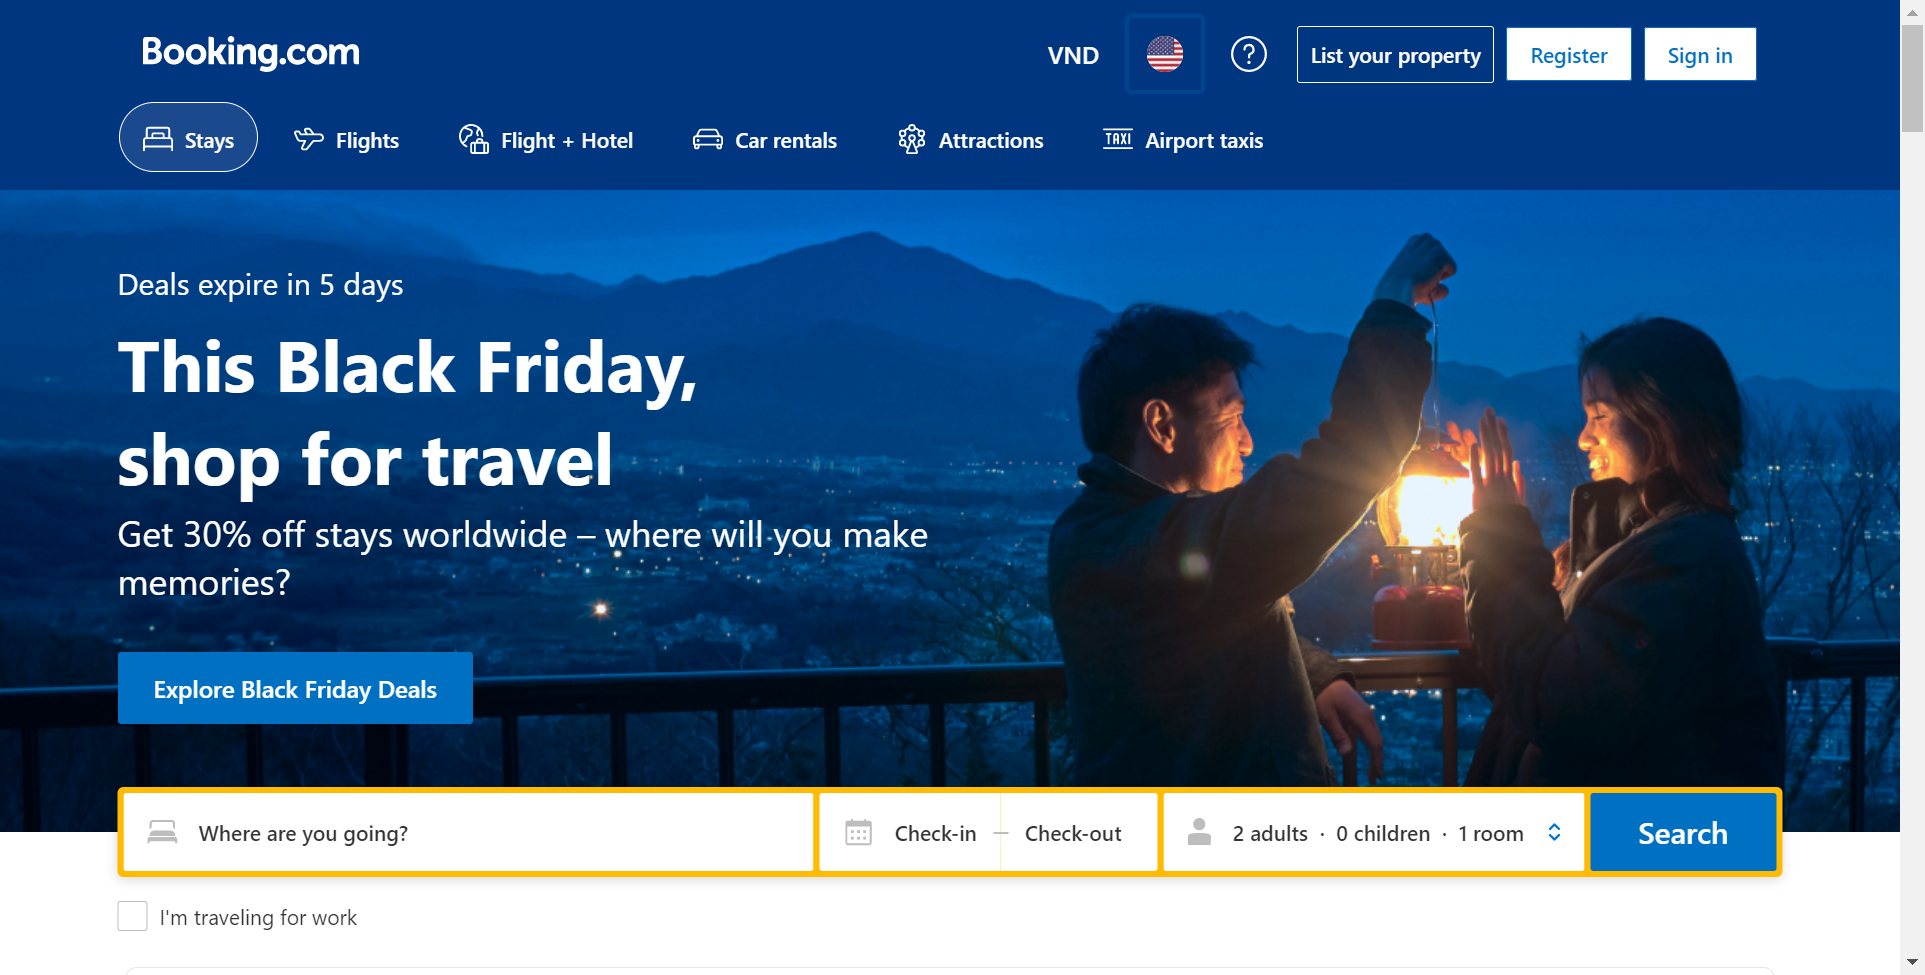 Booking.com
VND
List your property
Register
Sign in
Stays
Flights
Flight + Hotel
Car rentals
Attractions
TAXI
Airport taxis
Deals expire in 5 days
This Black Friday,
shop for travel
Get 30% off stays worldwide – where will you make
memories?
Explore Black Friday Deals
Where are you going?
Check-in — Check-out
2 adults · 0 children · 1 room
Search
I'm traveling for work